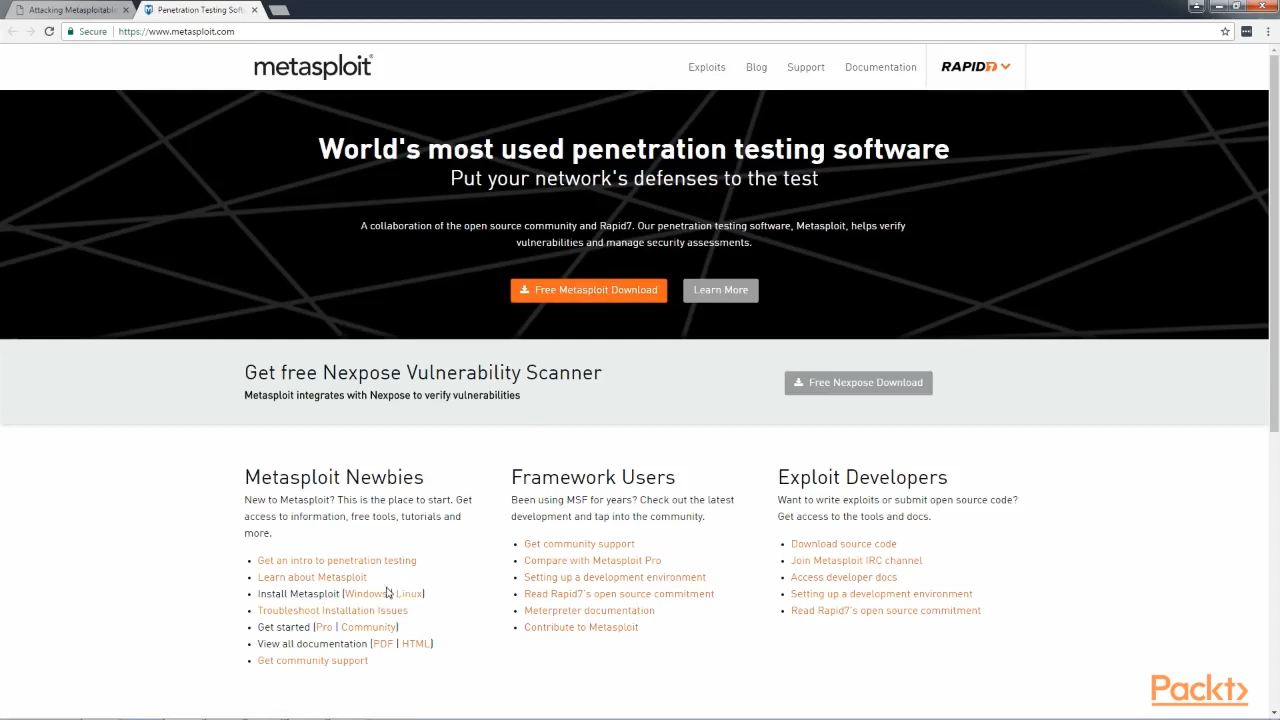 Attacking Metasploitable
Penetration Testing Soft
Secure
https://www.metasploit.com
metasploit®
Exploits
Blog
Support
Documentation
RAPID7
World's most used penetration testing software
Put your network's defenses to the test
A collaboration of the open source community and Rapid7. Our penetration testing software, Metasploit, helps verify
vulnerabilities and manage security assessments.
Free Metasploit Download
Learn More
Get free Nexpose Vulnerability Scanner
Metasploit integrates with Nexpose to verify vulnerabilities
Free Nexpose Download
Metasploit Newbies
New to Metasploit? This is the place to start. Get
access to information, free tools, tutorials and
more.
• Get an intro to penetration testing
• Learn about Metasploit
• Install Metasploit (Windows | Linux)
• Troubleshoot Installation Issues
• Get started (Pro | Community)
• View all documentation (PDF | HTML)
• Get community support
Framework Users
Been using MSF for years? Check out the latest
development and tap into the community.
• Get community support
• Compare with Metasploit Pro
• Setting up a development environment
• Read Rapid7's open source commitment
• Meterpreter documentation
• Contribute to Metasploit
Exploit Developers
Want to write exploits or submit open source code?
Get access to the tools and docs.
• Download source code
• Join Metasploit IRC channel
• Access developer docs
• Setting up a development environment
• Read Rapid7's open source commitment
Packt>